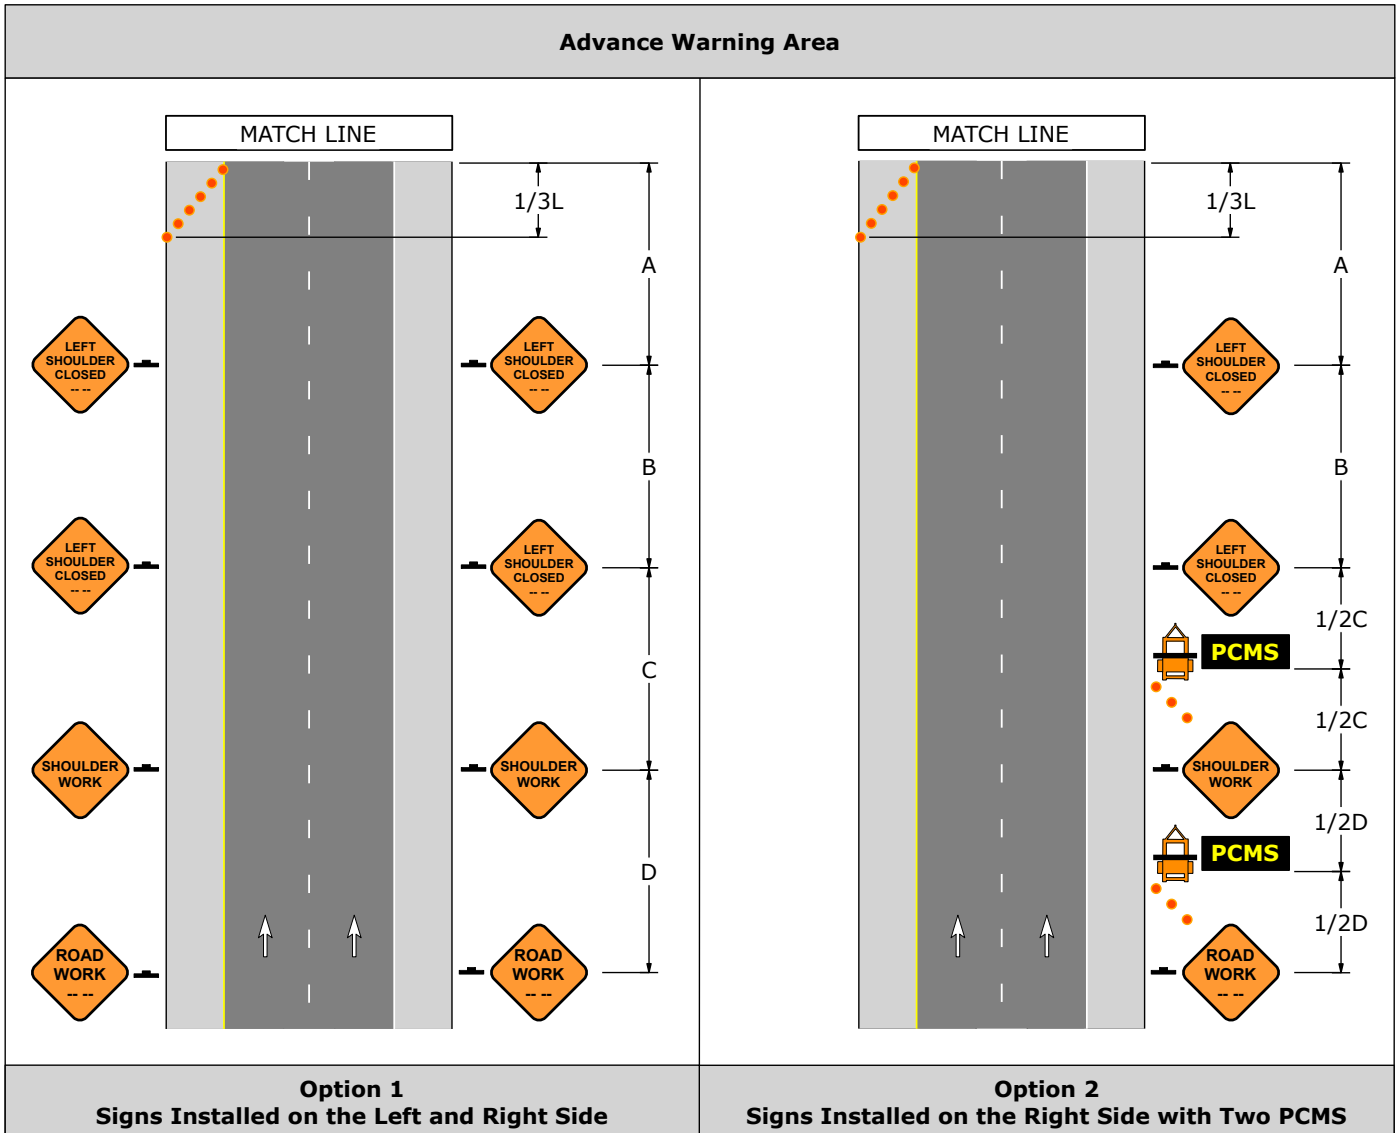 Advance Warning Area
MATCH LINE
1/3L
A
LEFT
SHOULDER
CLOSED
-- --
LEFT
SHOULDER
CLOSED
-- --
B
LEFT
SHOULDER
CLOSED
-- --
LEFT
SHOULDER
CLOSED
-- --
C
SHOULDER
WORK
SHOULDER
WORK
D
ROAD
WORK
-- --
ROAD
WORK
-- --
Option 1
Signs Installed on the Left and Right Side
MATCH LINE
1/3L
A
LEFT
SHOULDER
CLOSED
-- --
B
LEFT
SHOULDER
CLOSED
-- --
1/2C
PCMS
1/2C
SHOULDER
WORK
1/2D
PCMS
1/2D
ROAD
WORK
-- --
Option 2
Signs Installed on the Right Side with Two PCMS